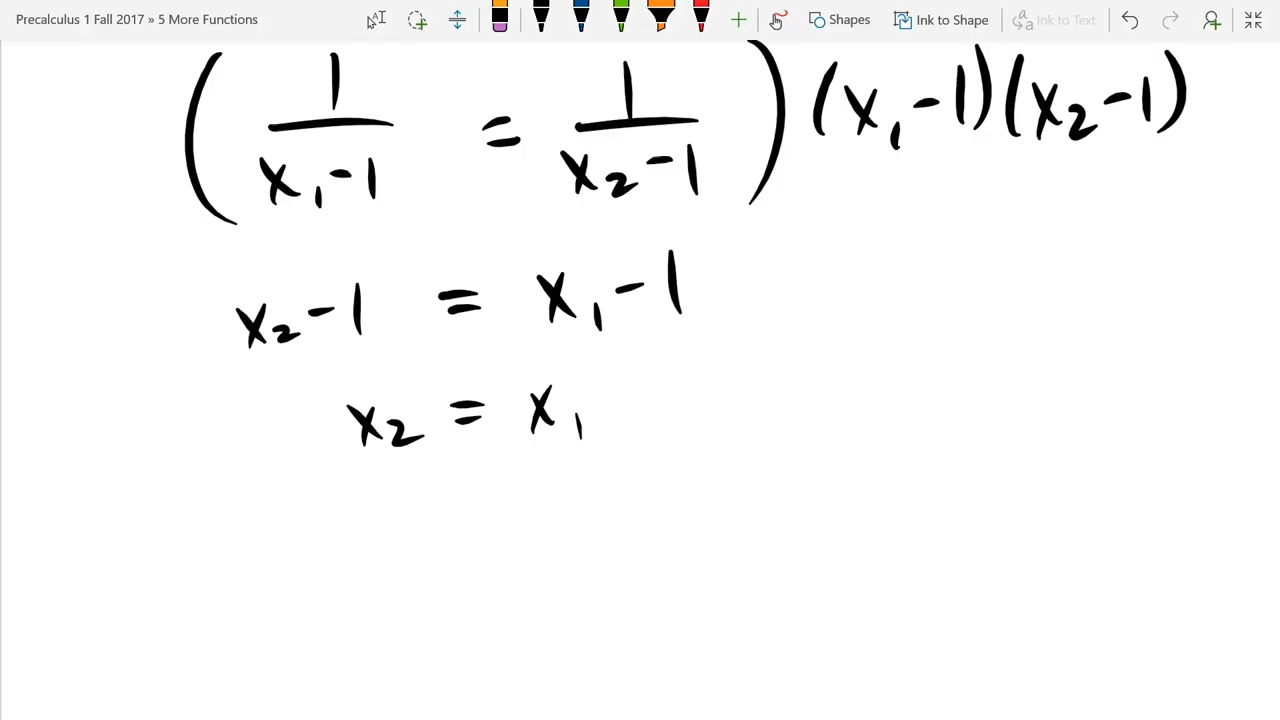 Precalculus 1 Fall 2017 » 5 More Functions Shapes Ink to Shape Ink to Text
( 1/(x₁-1) = 1/(x₂-1) ) (x₁-1)(x₂-1)
x₂-1 = x₁-1
x₂ = x₁